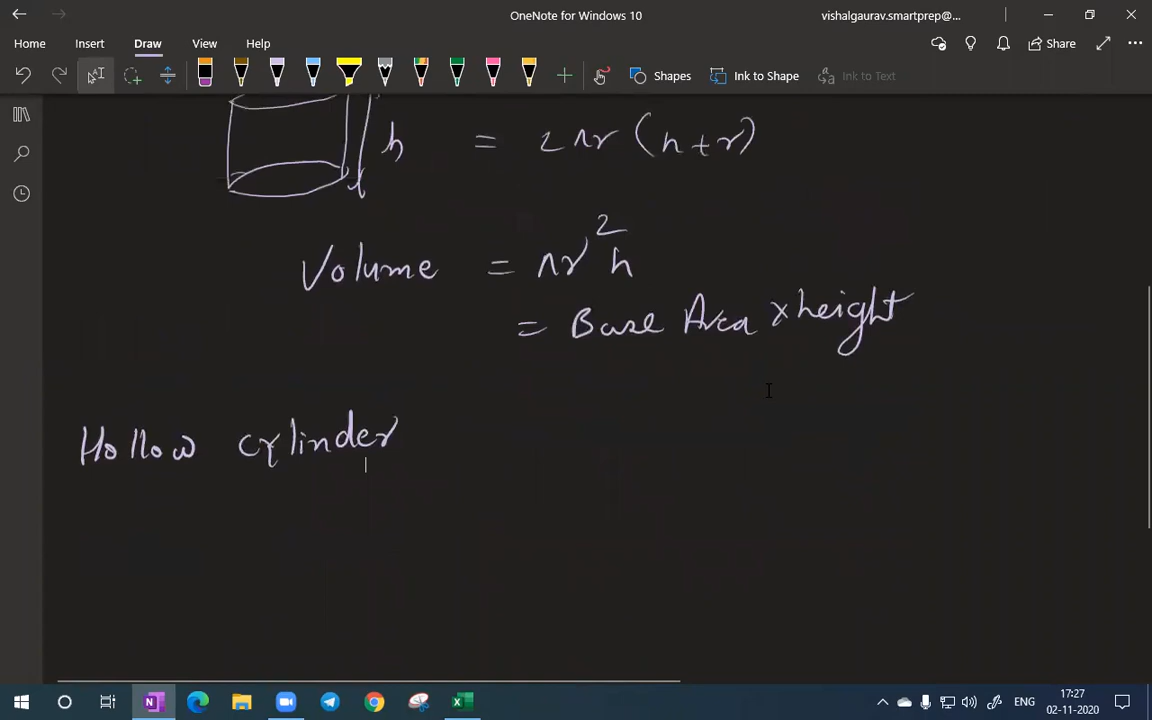 OneNote for Windows 10
vishalgaurav.smartprep@...
Home Insert Draw View Help
Share
Shapes
Ink to Shape
Ink to Text
h = 2πr (h+r)
Volume = πr²h
= Base Area × height
Hollow cylinder
ENG
17:27
02-11-2020